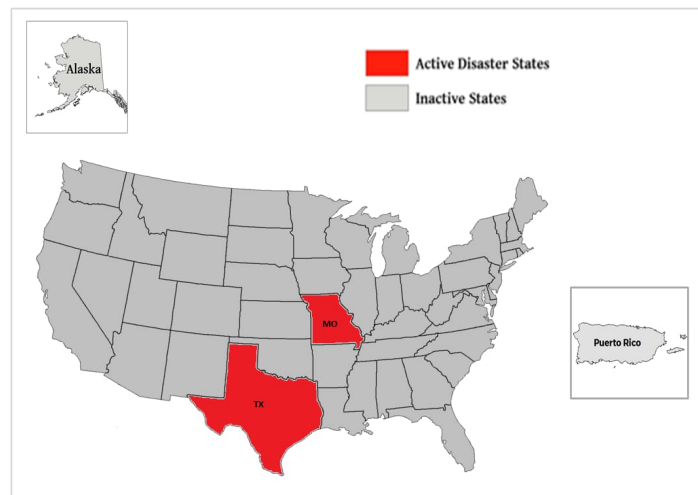 Alaska
Active Disaster States
Inactive States
MO
Puerto Rico
TX